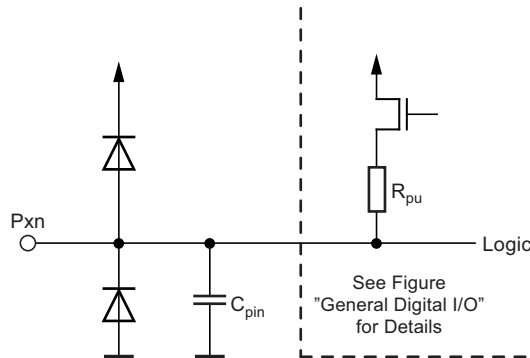 Pxn
C_pin
R_pu
Logic
See Figure
"General Digital I/O"
for Details